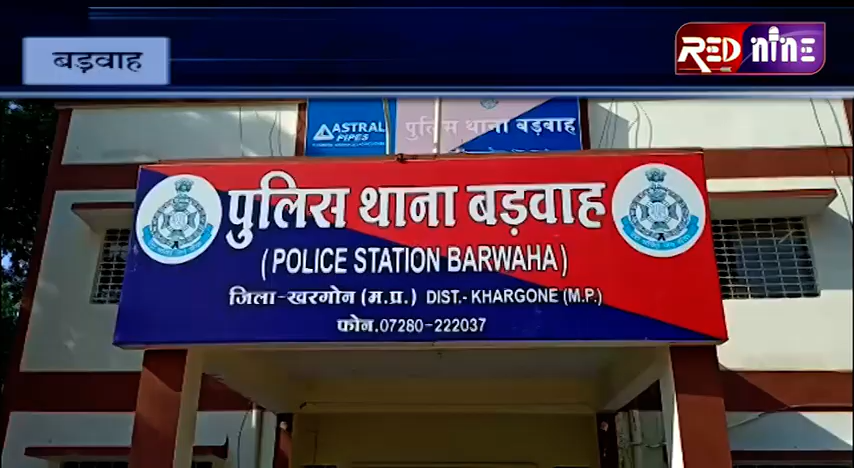 बड़वाह
RED NINE
ASTRAL
PIPES
पुलिस थाना बड़वाह
पुलिस थाना बड़वाह
(POLICE STATION BARWAHA)
जिला-खरगोन (म.प्र.) DIST.- KHARGONE (M.P.)
फोन.07280-222037